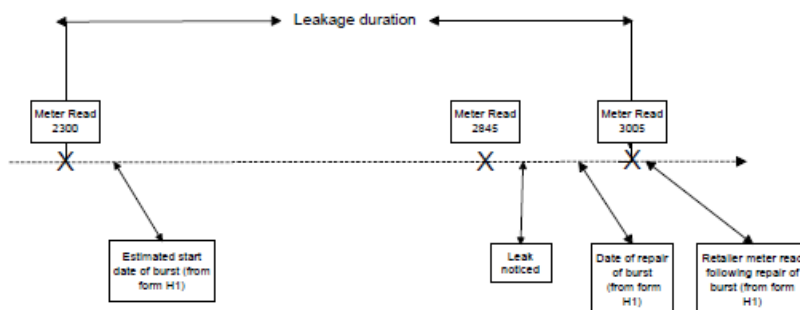 Leakage duration
Meter Read
2300
Meter Read
2845
Meter Read
3005
X
X
X
Estimated start
date of burst (from
form H1)
Leak
noticed
Date of repair
of burst
(from form
H1)
Retailer meter read
following repair of
burst (from form
H1)